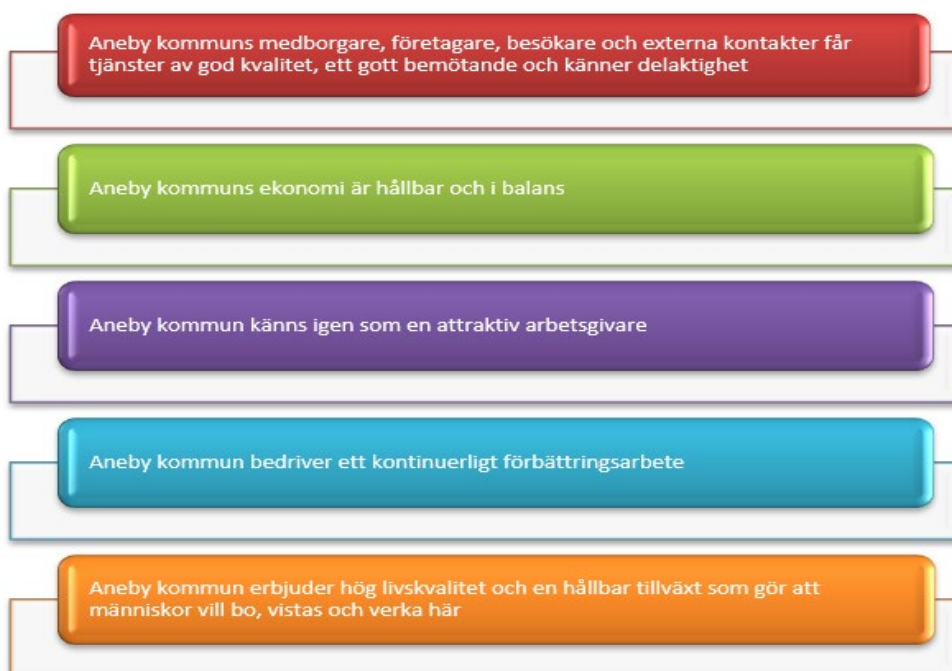 Aneby kommuns medborgare, företagare, besökare och externa kontakter får
tjänster av god kvalitet, ett gott bemötande och känner delaktighet
Aneby kommuns ekonomi är hållbar och i balans
Aneby kommun känns igen som en attraktiv arbetsgivare
Aneby kommun bedriver ett kontinuerligt förbättringsarbete
Aneby kommun erbjuder hög livskvalitet och en hållbar tillväxt som gör att
människor vill bo, vistas och verka här